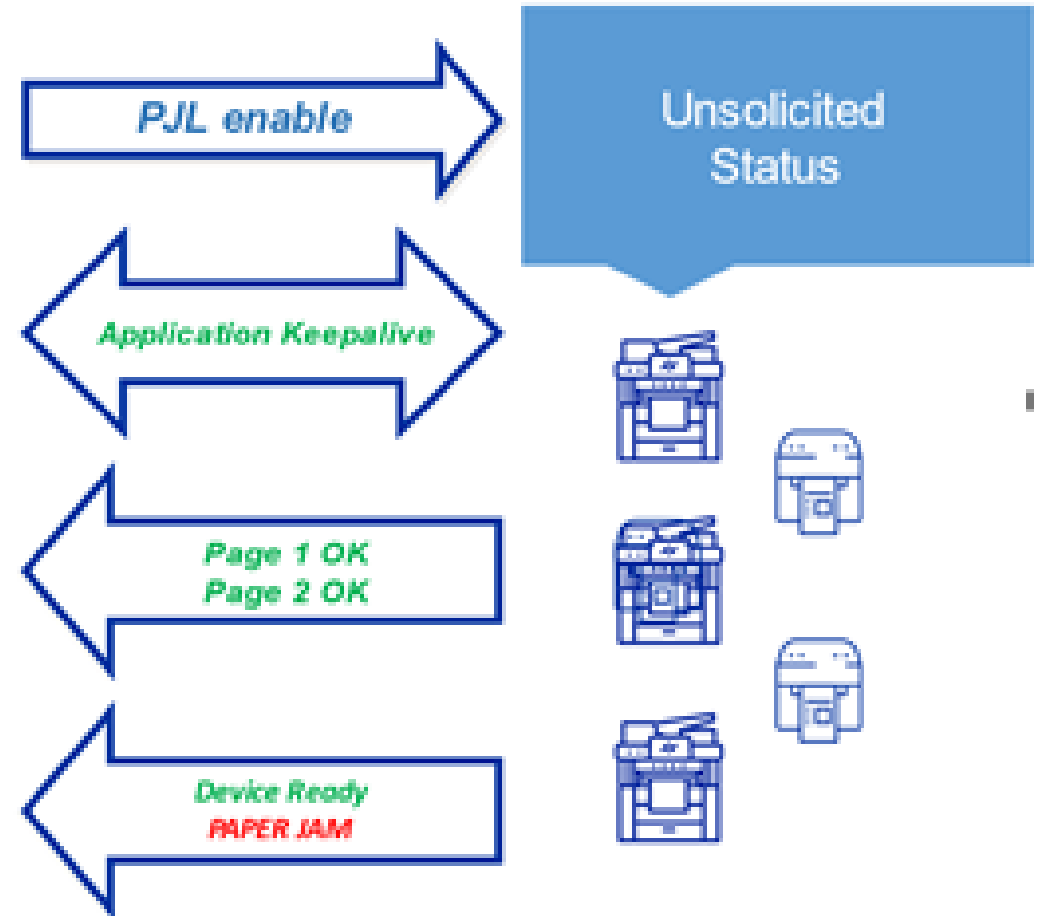 PJL enable
Unsolicited
Status
Application Keepalive
Page 1 OK
Page 2 OK
Device Ready
PAPER JAM